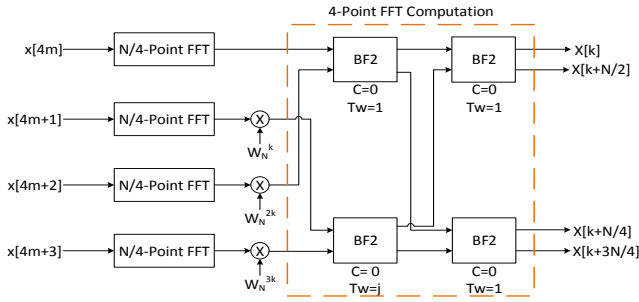 4-Point FFT Computation
x[4m]
N/4-Point FFT
BF2
C=0
Tw=1
BF2
C=0
Tw=1
X[k]
X[k+N/2]
x[4m+1]
N/4-Point FFT
X
W_N^k
x[4m+2]
N/4-Point FFT
X
W_N^2k
x[4m+3]
N/4-Point FFT
X
W_N^3k
BF2
C= 0
Tw=j
BF2
C=0
Tw=1
X[k+N/4]
X[k+3N/4]